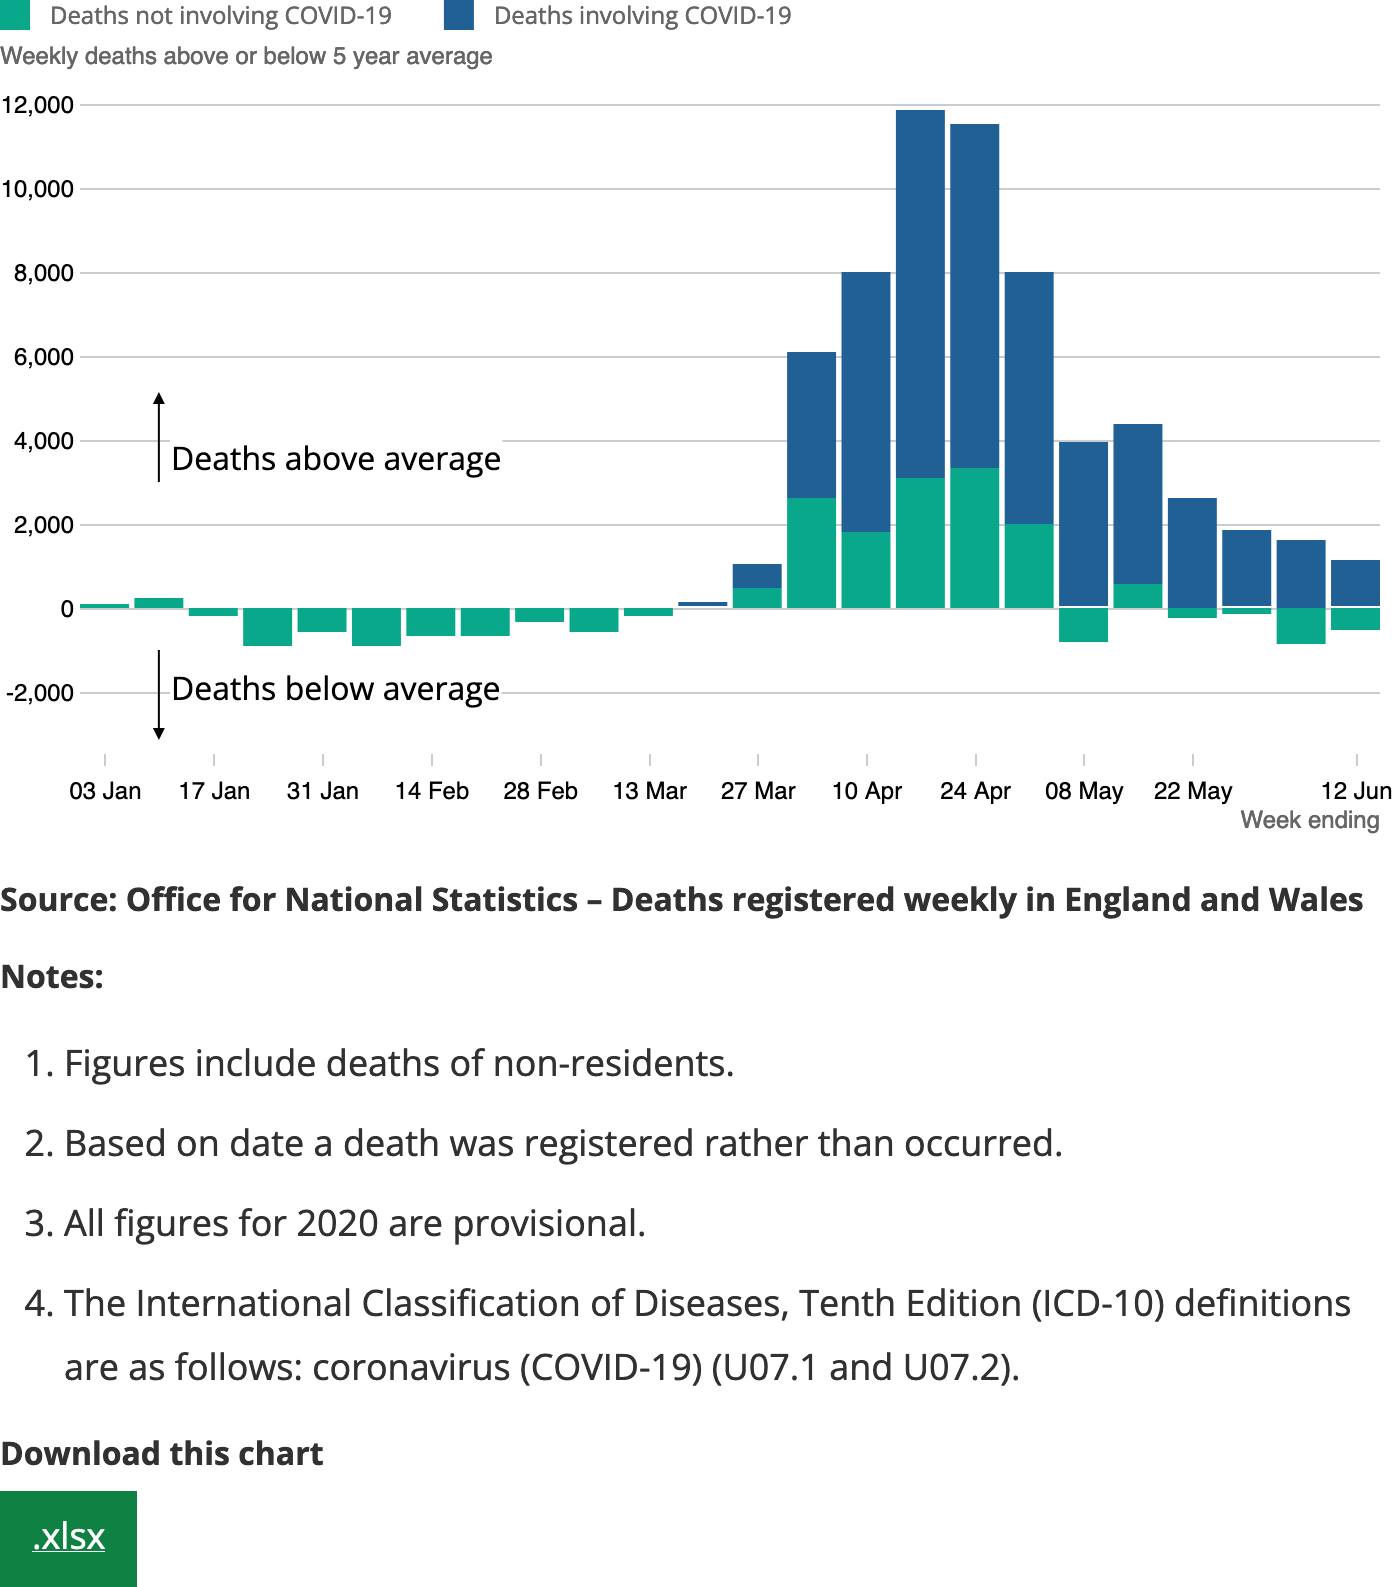 Deaths not involving COVID-19
Deaths involving COVID-19
Weekly deaths above or below 5 year average
12,000
10,000
8,000
6,000
4,000
Deaths above average
2,000
0
-2,000
Deaths below average
03 Jan
17 Jan
31 Jan
14 Feb
28 Feb
13 Mar
27 Mar
10 Apr
24 Apr
08 May
22 May
12 Jun
Week ending
Source: Office for National Statistics – Deaths registered weekly in England and Wales
Notes:
1. Figures include deaths of non-residents.
2. Based on date a death was registered rather than occurred.
3. All figures for 2020 are provisional.
4. The International Classification of Diseases, Tenth Edition (ICD-10) definitions
are as follows: coronavirus (COVID-19) (U07.1 and U07.2).
Download this chart
.xlsx